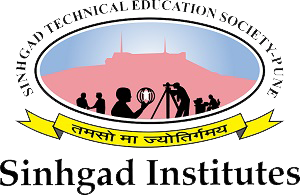 SINHGAD TECHNICAL EDUCATION SOCIETY-PUNE
तमसो मा ज्योतिर्गमय
Sinhgad Institutes